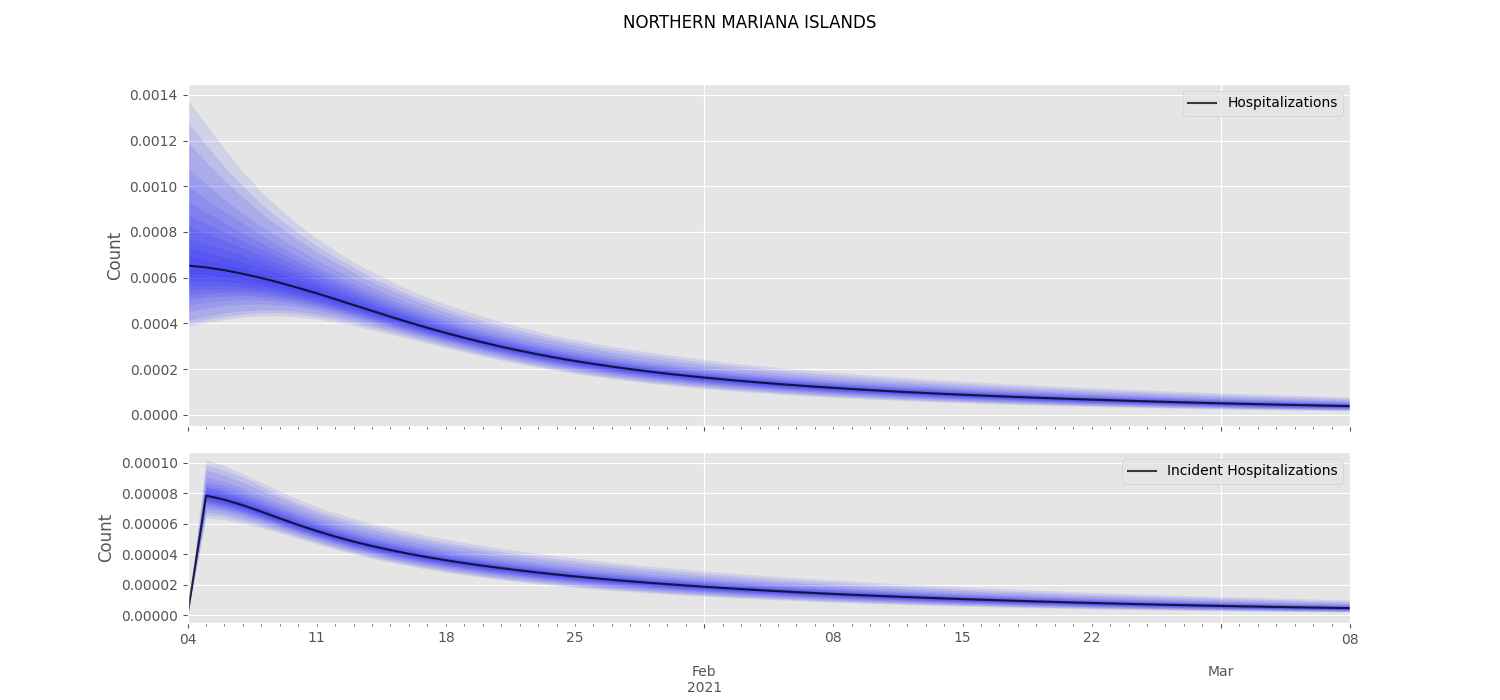 NORTHERN MARIANA ISLANDS
0.0014
0.0012
0.0010
0.0008
0.0006
0.0004
0.0002
0.0000
Count
Hospitalizations
0.00010
0.00008
0.00006
0.00004
0.00002
0.00000
Count
Incident Hospitalizations
04 11 18 25 08 15 22 08
Feb Mar
2021